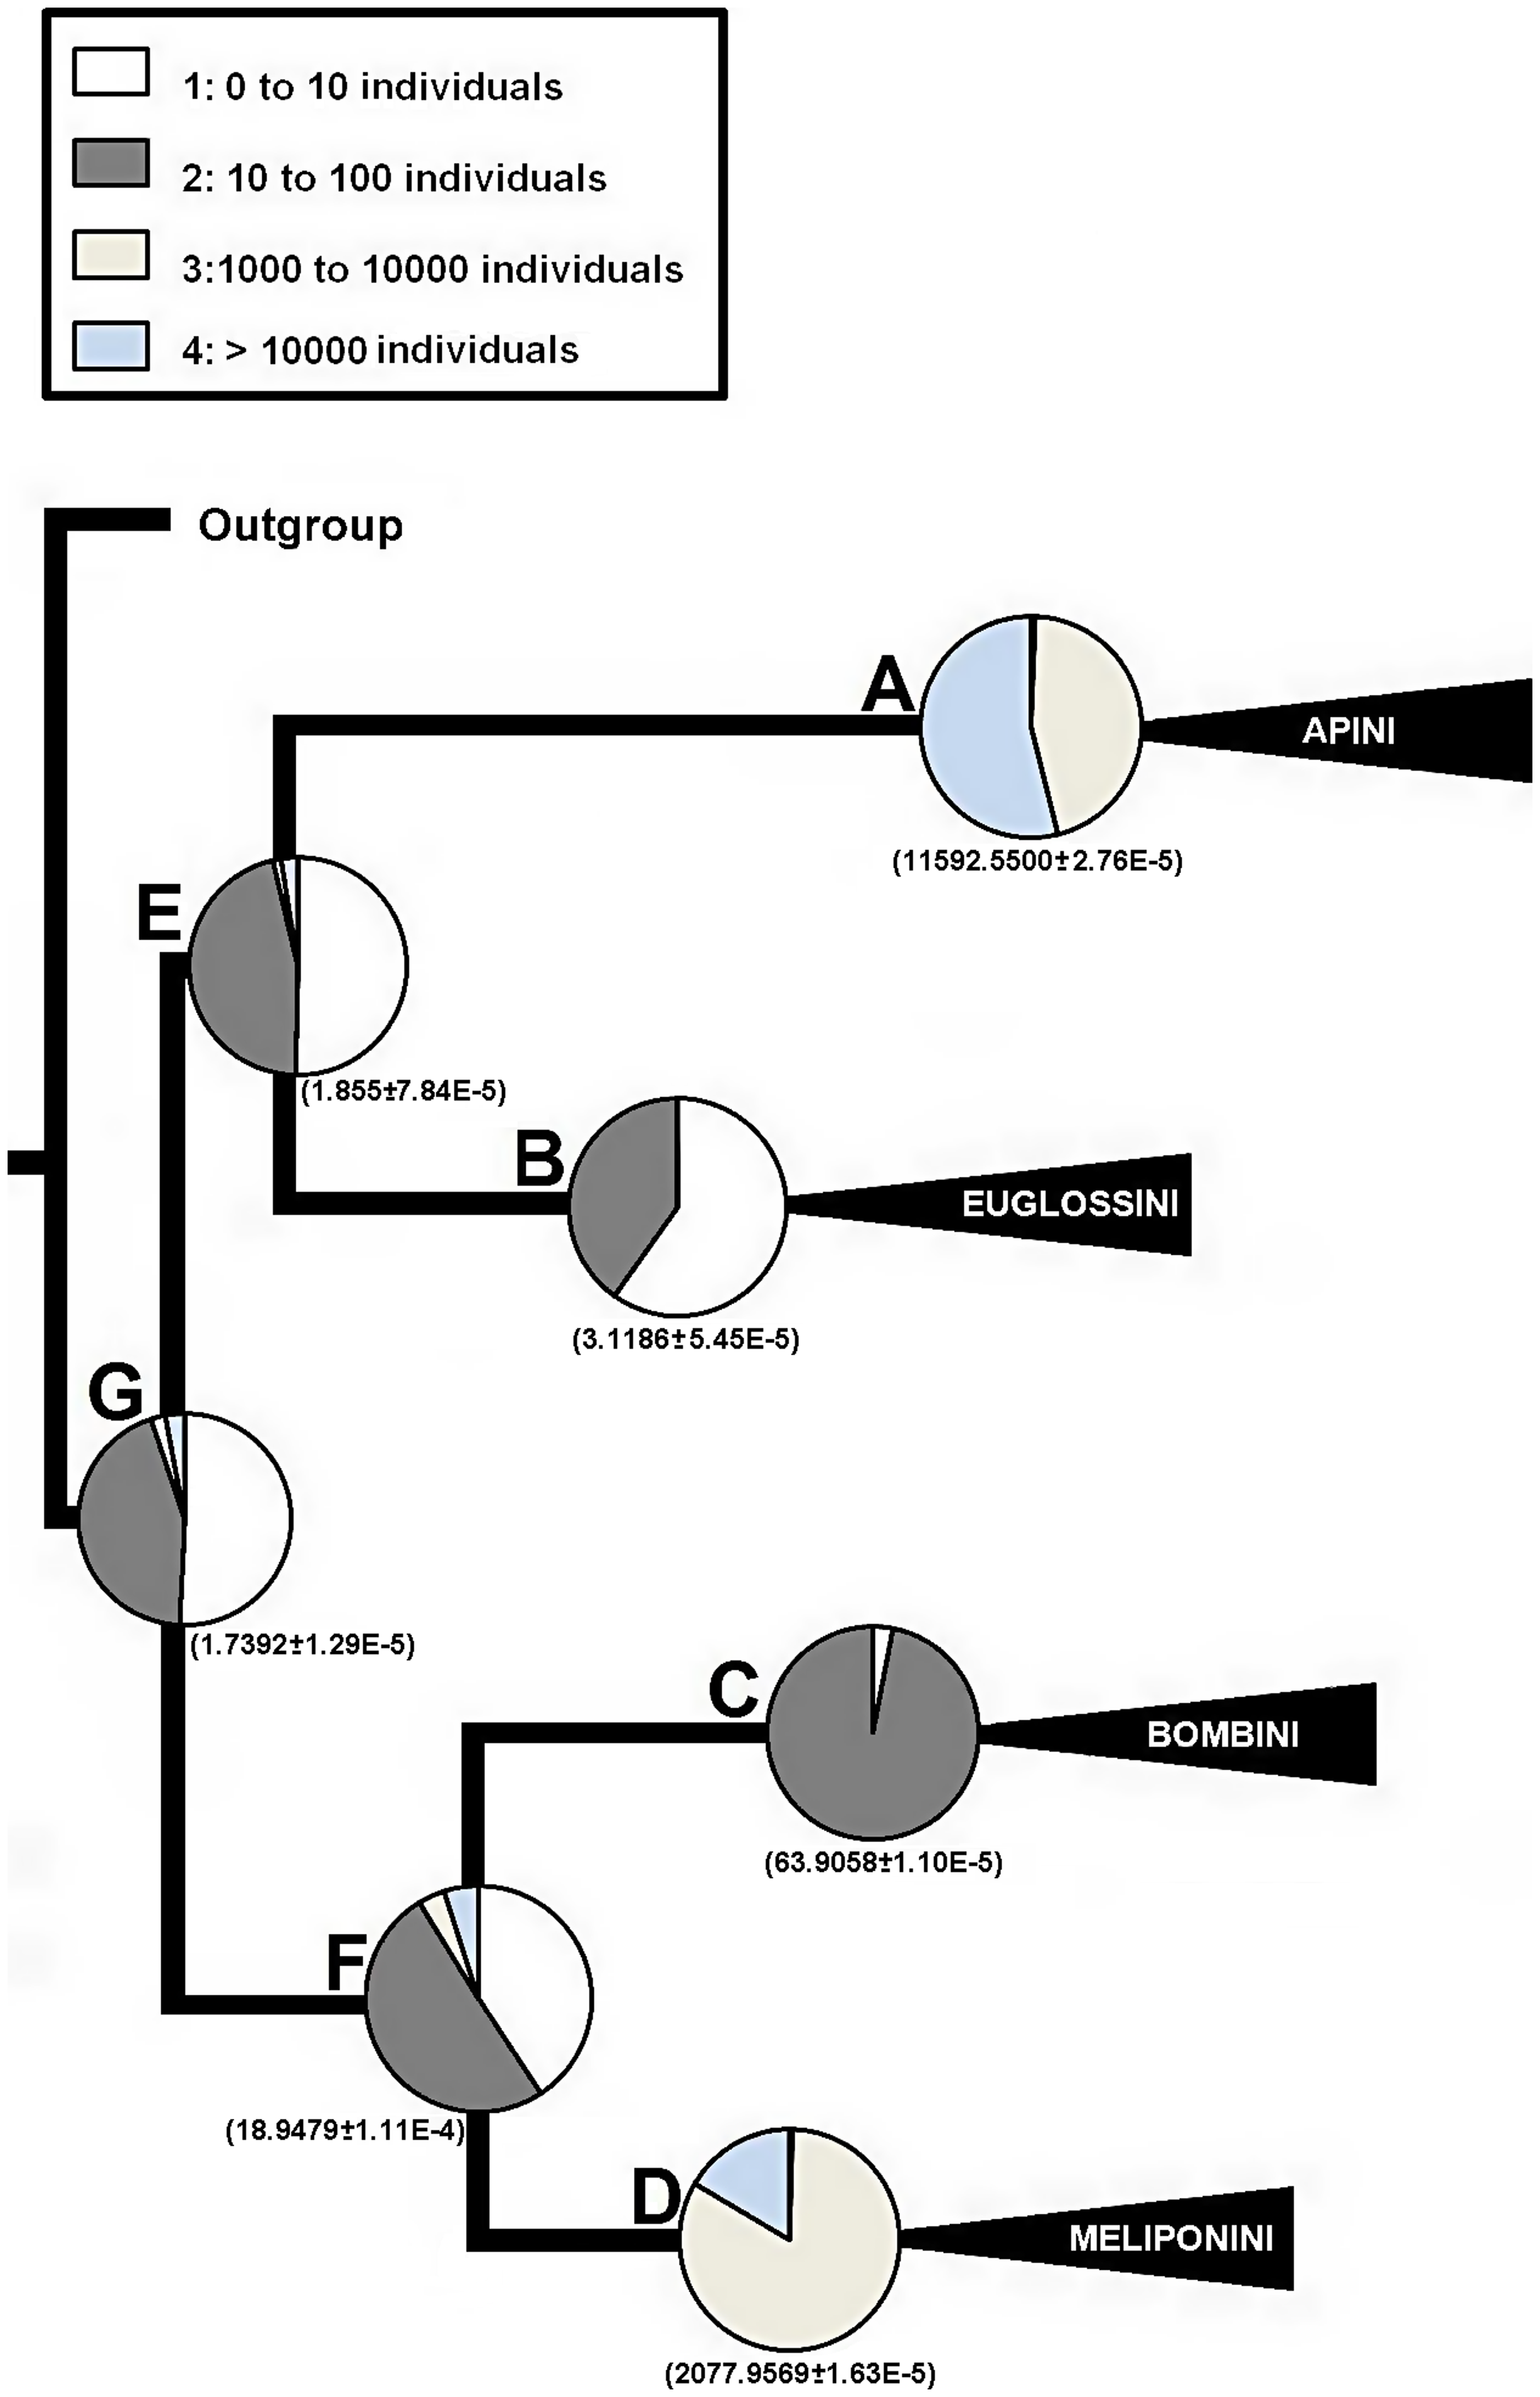 1: 0 to 10 individuals
2: 10 to 100 individuals
3:1000 to 10000 individuals
4: > 10000 individuals
Outgroup
A
APINI
(11592.5500±2.76E-5)
E
(1.855±7.84E-5)
B
EUGLOSSINI
(3.1186±5.45E-5)
G
(1.7392±1.29E-5)
C
BOMBINI
(63.9058±1.10E-5)
F
(18.9479±1.11E-4)
D
MELIPONINI
(2077.9569±1.63E-5)